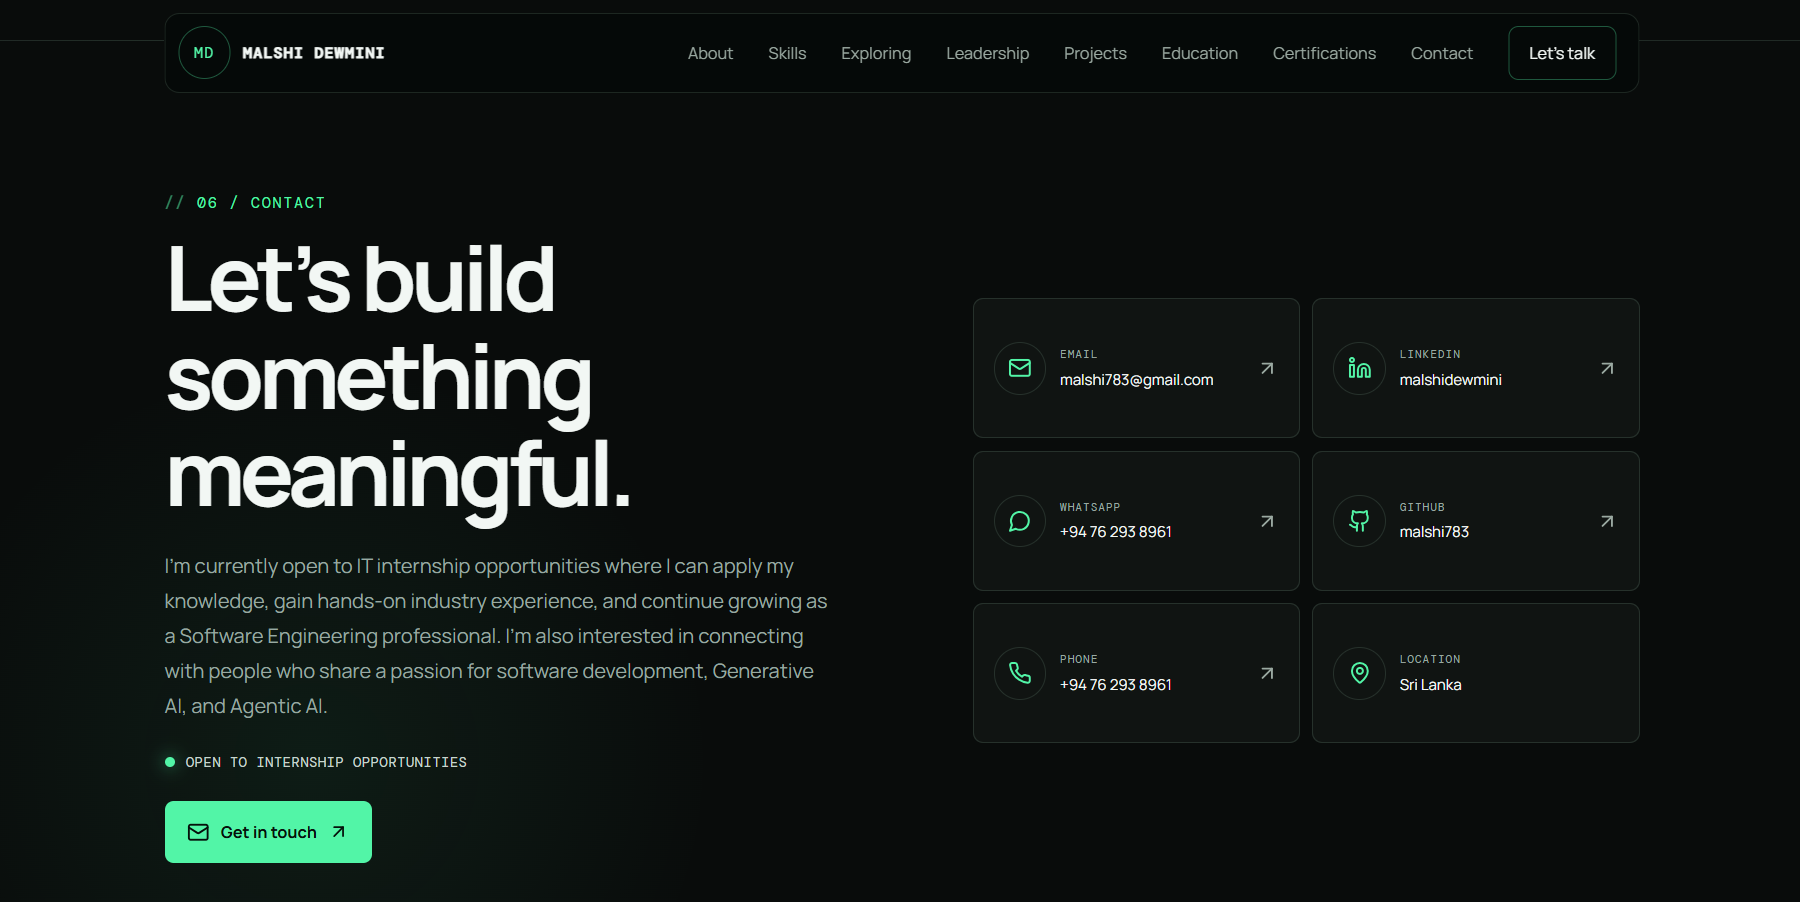 MD
MALSHI DEWMINI
About
Skills
Exploring
Leadership
Projects
Education
Certifications
Contact
Let's talk
// 06 / CONTACT
Let’s build
something
meaningful.
I’m currently open to IT internship opportunities where I can apply my
knowledge, gain hands-on industry experience, and continue growing as
a Software Engineering professional. I’m also interested in connecting
with people who share a passion for software development, Generative
AI, and Agentic AI.
OPEN TO INTERNSHIP OPPORTUNITIES
Get in touch
EMAIL
malshi783@gmail.com
LINKEDIN
malshidewmini
WHATSAPP
+94 76 293 8961
GITHUB
malshi783
PHONE
+94 76 293 8961
LOCATION
Sri Lanka